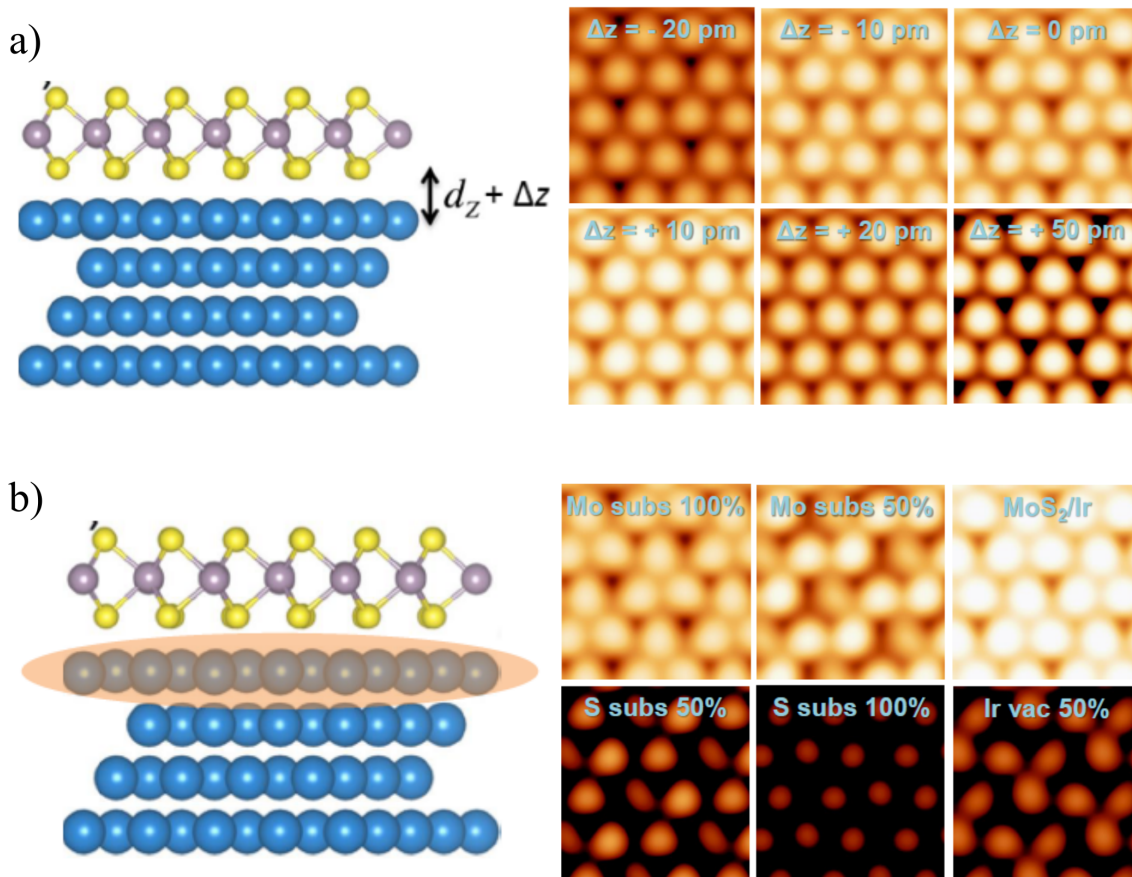 a)
Δz = - 20 pm
Δz = - 10 pm
Δz = 0 pm
d_z + Δz
Δz = + 10 pm
Δz = + 20 pm
Δz = + 50 pm
b)
Mo subs 100%
Mo subs 50%
MoS₂/Ir
S subs 50%
S subs 100%
Ir vac 50%